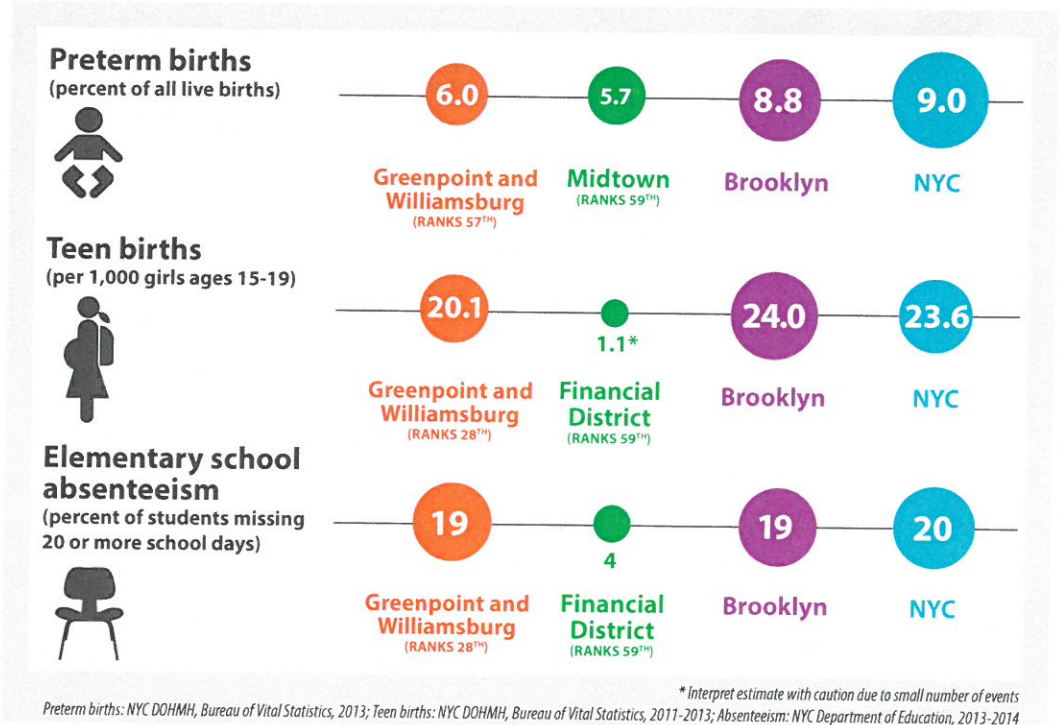 Preterm births
(percent of all live births)
6.0
5.7
8.8
9.0
Greenpoint and
Williamsburg
(RANKS 57TH)
Midtown
(RANKS 59TH)
Brooklyn
NYC
Teen births
(per 1,000 girls ages 15-19)
20.1
1.1*
24.0
23.6
Greenpoint and
Williamsburg
(RANKS 28TH)
Financial
District
(RANKS 59TH)
Brooklyn
NYC
Elementary school
absenteeism
(percent of students missing
20 or more school days)
19
4
19
20
Greenpoint and
Williamsburg
(RANKS 28TH)
Financial
District
(RANKS 59TH)
Brooklyn
NYC
* Interpret estimate with caution due to small number of events
Preterm births: NYC DOHMH, Bureau of Vital Statistics, 2013; Teen births: NYC DOHMH, Bureau of Vital Statistics, 2011-2013; Absenteeism: NYC Department of Education, 2013-2014